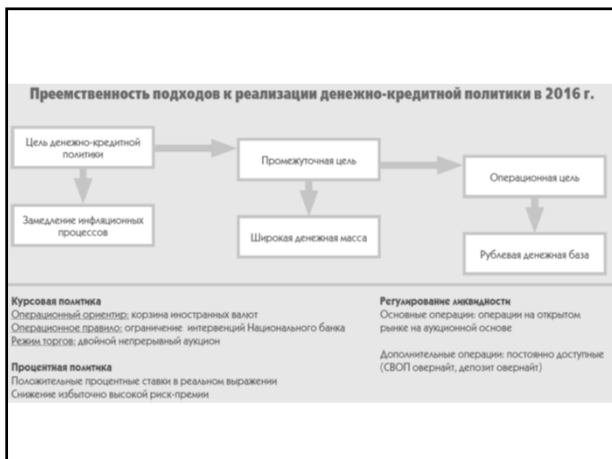 Преемственность подходов к реализации денежно-кредитной политики в 2016 г.
Цель денежно-кредитной
политики
Промежуточная цель
Операционная цель
Замедление инфляционных
процессов
Широкая денежная масса
Рублевая денежная база
Курсовая политика
Операционный ориентир: корзина иностранных валют
Операционное правило: ограничение интервенций Национального банка
Режим торгов: двойной непрерывный аукцион
Процентная политика
Положительные процентные ставки в реальном выражении
Снижение избыточно высокой риск-премии
Регулирование ликвидности
Основные операции: операции на открытом
рынке на аукционной основе
Дополнительные операции: постоянно доступные
(СВОП овернайт, депозит овернайт)